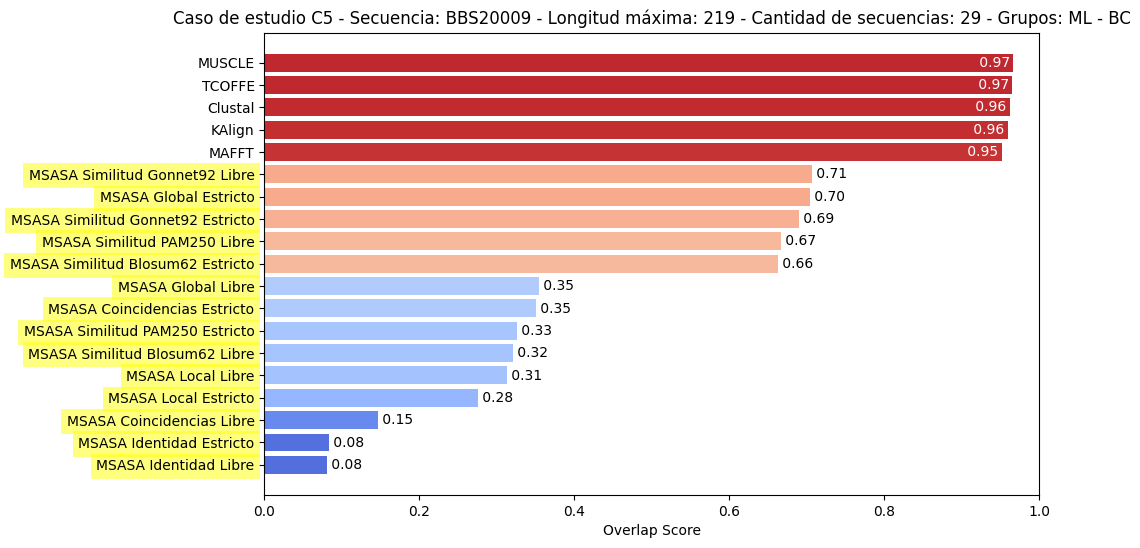 Caso de estudio C5 - Secuencia: BBS20009 - Longitud máxima: 219 - Cantidad de secuencias: 29 - Grupos: ML - BC
MUSCLE 0.97
TCOFFE 0.97
Clustal 0.96
KAlign 0.96
MAFFT 0.95
MSASA Similitud Gonnet92 Libre 0.71
MSASA Global Estricto 0.70
MSASA Similitud Gonnet92 Estricto 0.69
MSASA Similitud PAM250 Libre 0.67
MSASA Similitud Blosum62 Estricto 0.66
MSASA Global Libre 0.35
MSASA Coincidencias Estricto 0.35
MSASA Similitud PAM250 Estricto 0.33
MSASA Similitud Blosum62 Libre 0.32
MSASA Local Libre 0.31
MSASA Local Estricto 0.28
MSASA Coincidencias Libre 0.15
MSASA Identidad Estricto 0.08
MSASA Identidad Libre 0.08
0.0 0.2 0.4 0.6 0.8 1.0
Overlap Score